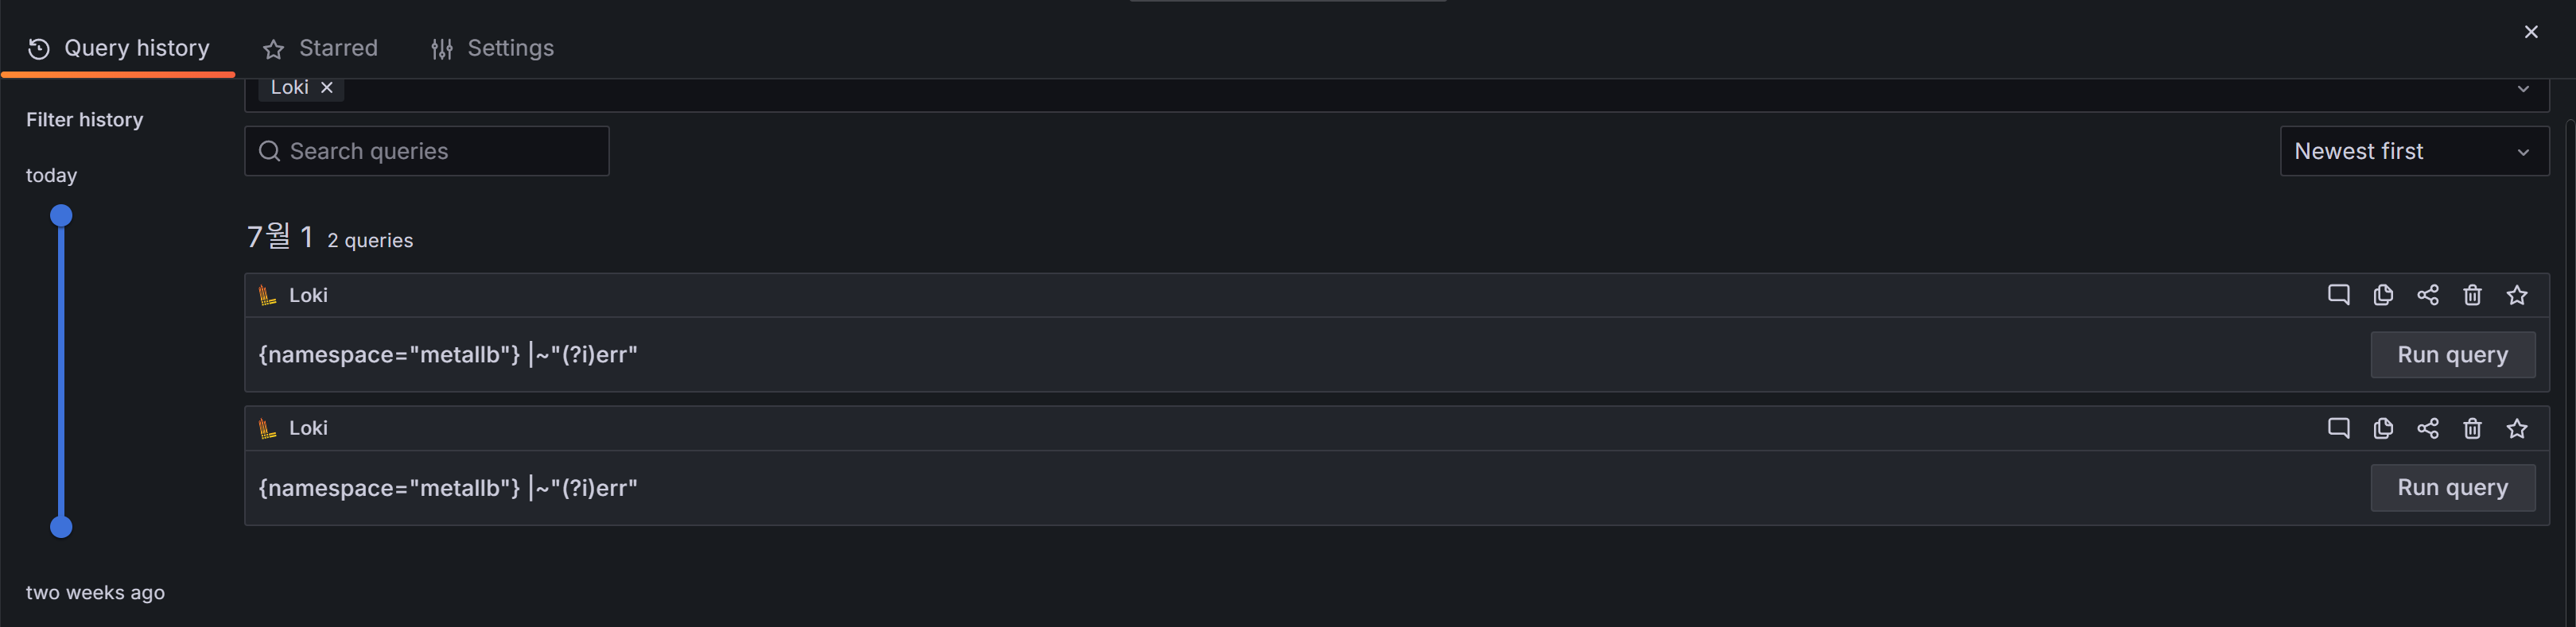 Query history Starred Settings
Loki
Filter history
Search queries Newest first
today
7월 1 2 queries
Loki
{namespace="metallb"} |~"(?i)err" Run query
Loki
{namespace="metallb"} |~"(?i)err" Run query
two weeks ago